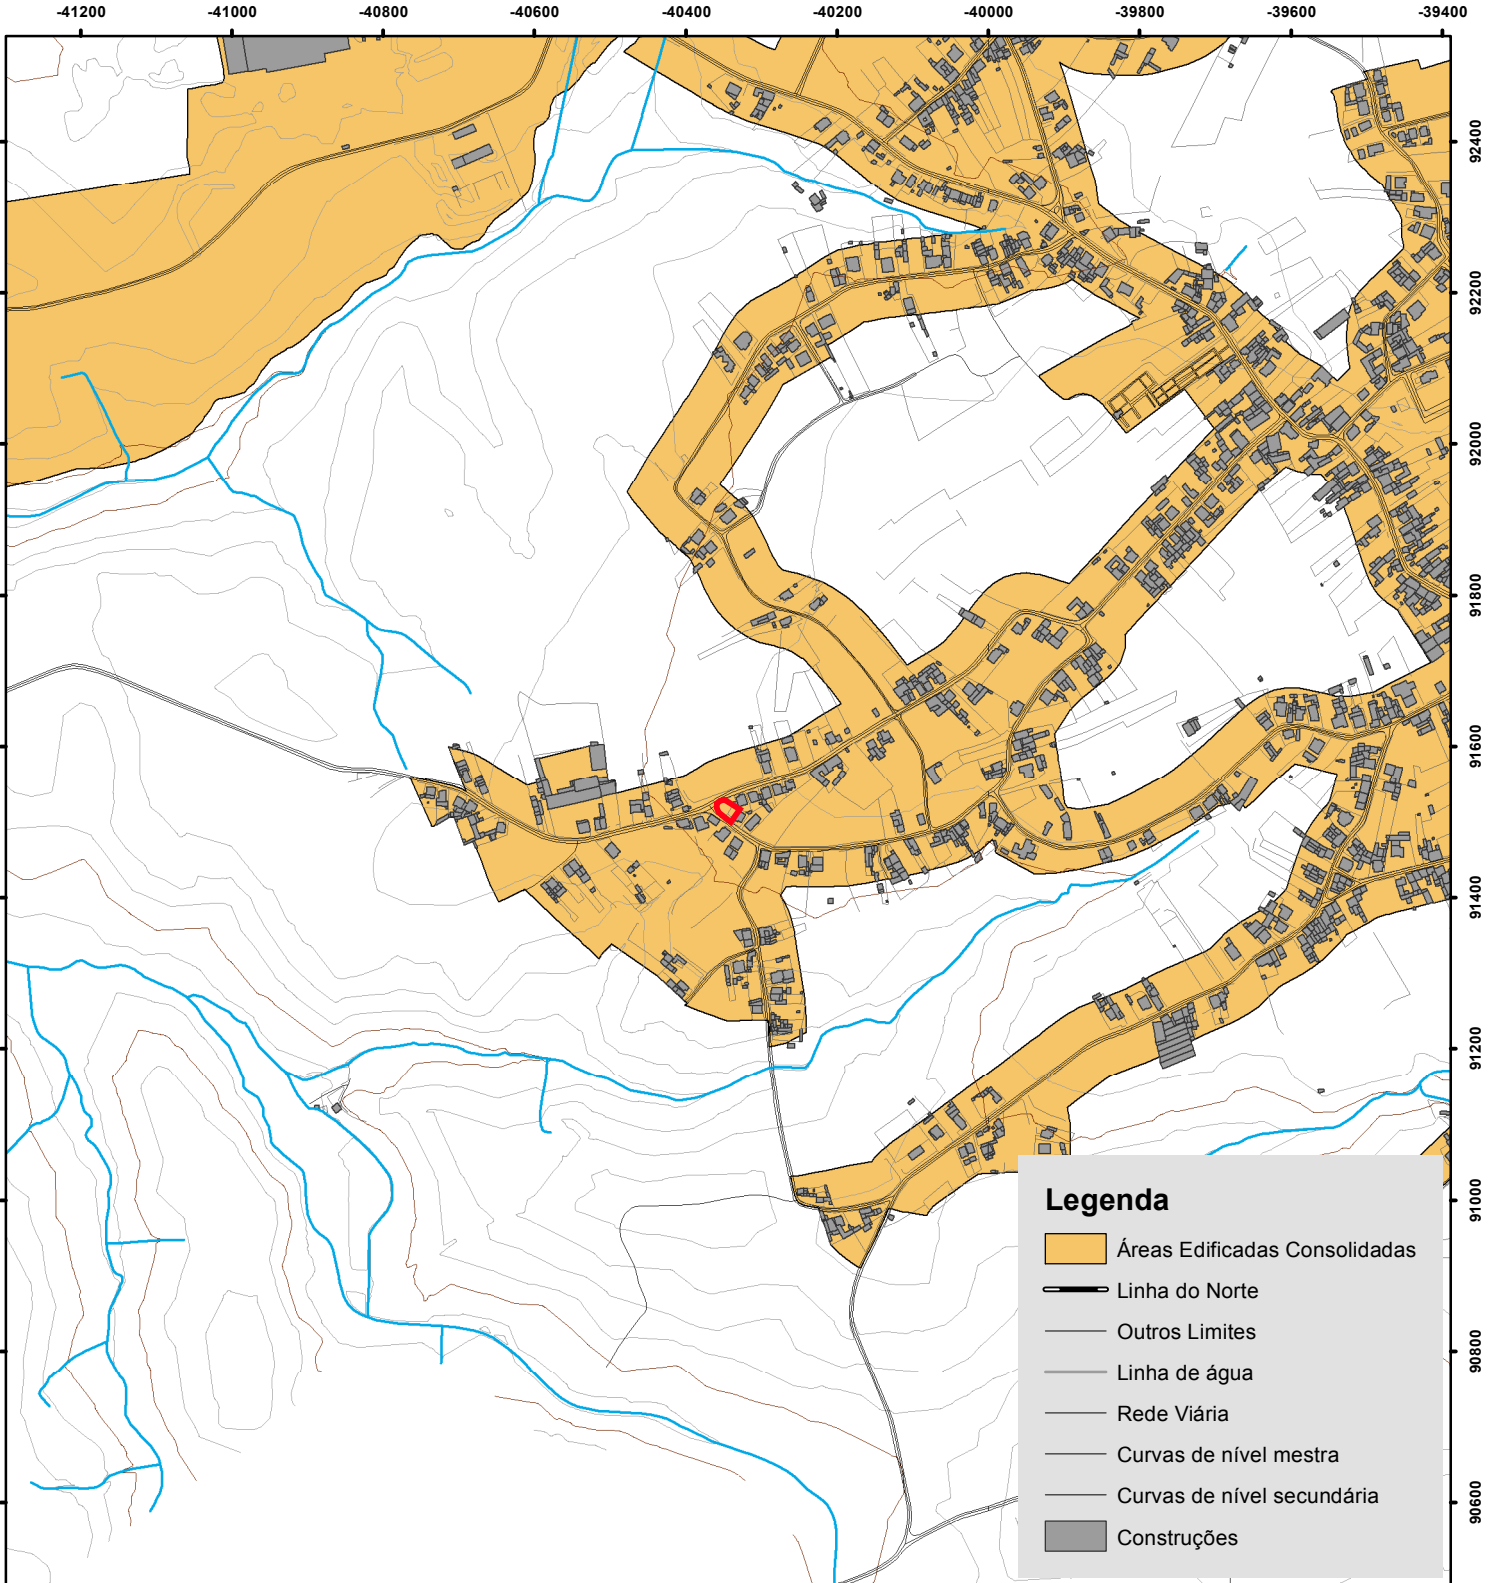 -41200 -41000 -40800 -40600 -40400 -40200 -40000 -39800 -39600 -39400
92400
92200
92000
91800
91600
91400
91200
91000
90800
90600
Legenda
Áreas Edificadas Consolidadas
Linha do Norte
Outros Limites
Linha de água
Rede Viária
Curvas de nível mestra
Curvas de nível secundária
Construções